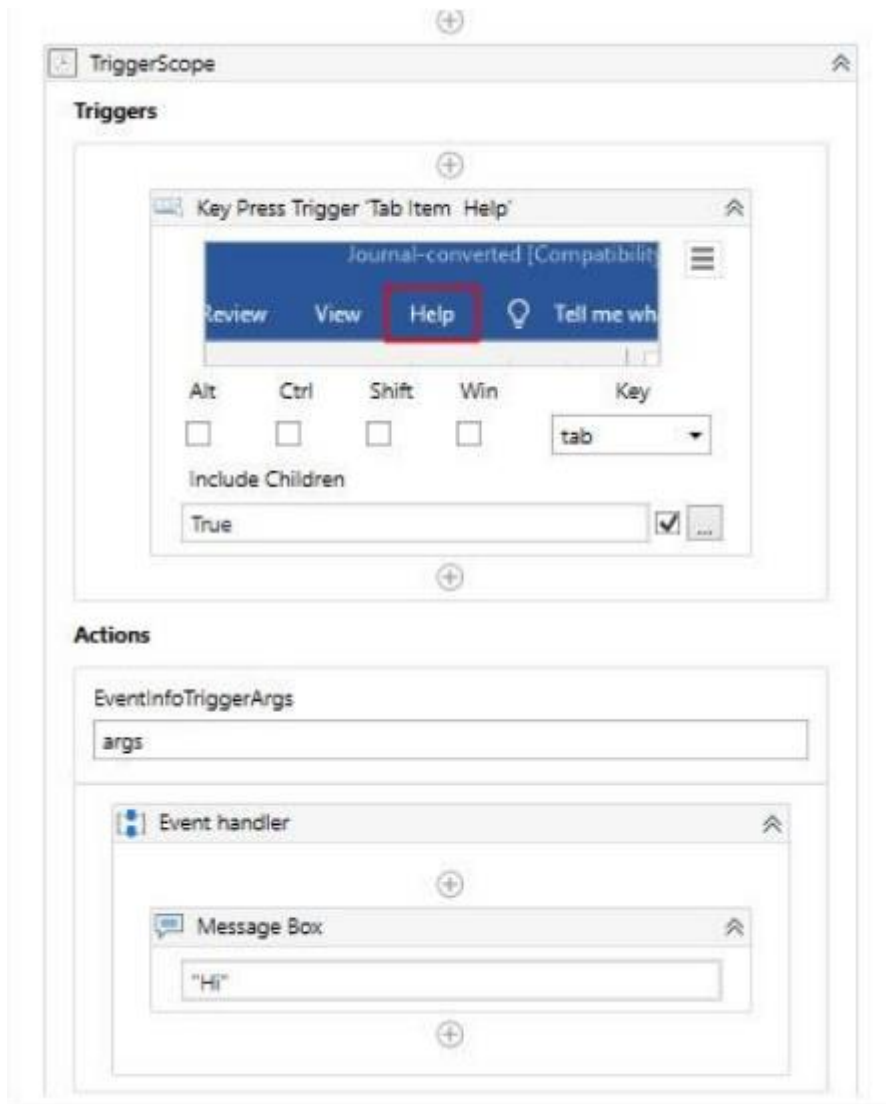 TriggerScope
Triggers
Key Press Trigger 'Tab Item Help'
Journal-converted [Compatibility
Review View Help Tell me wh
Alt Ctrl Shift Win Key
tab
Include Children
True
...
Actions
EventInfoTriggerArgs
args
Event handler
Message Box
"Hi"